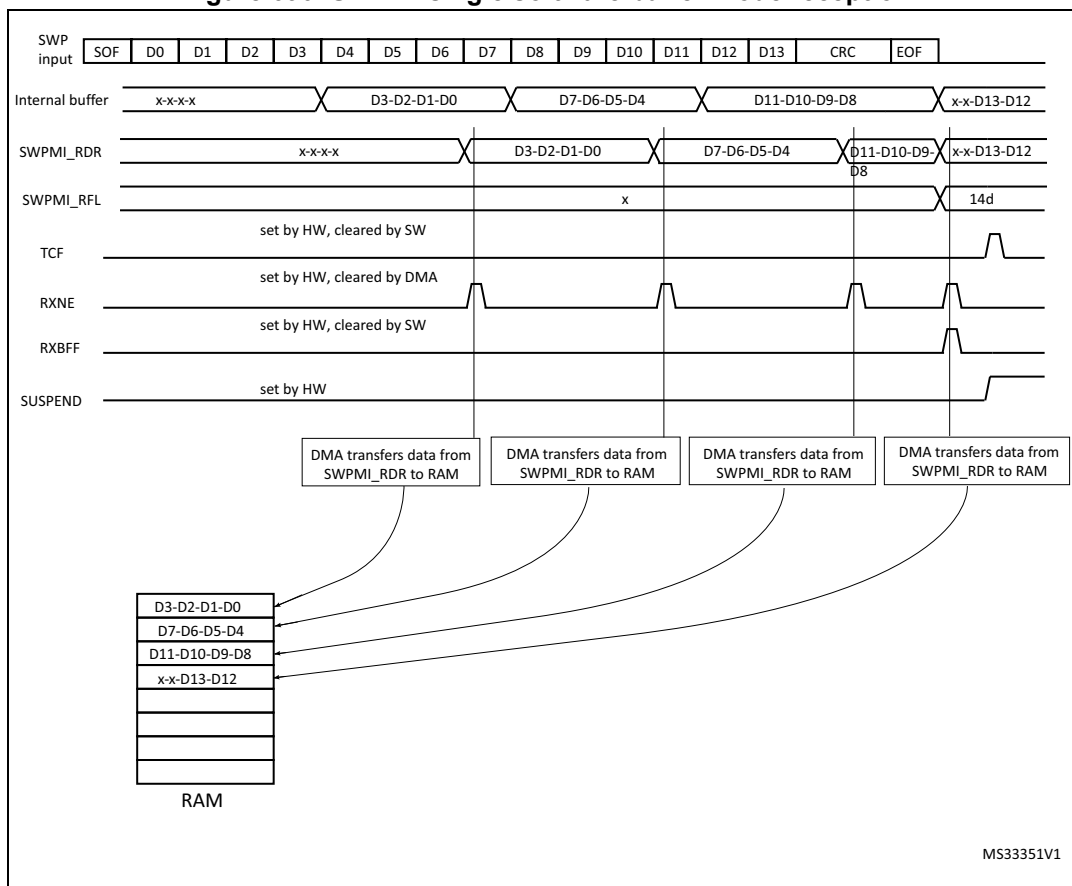 SWP input SOF D0 D1 D2 D3 D4 D5 D6 D7 D8 D9 D10 D11 D12 D13 CRC EOF
Internal buffer x-x-x-x D3-D2-D1-D0 D7-D6-D5-D4 D11-D10-D9-D8 x-x-D13-D12
SWPMI_RDR x-x-x-x D3-D2-D1-D0 D7-D6-D5-D4 D11-D10-D9-D8 x-x-D13-D12
SWPMI_RFL x 14d
set by HW, cleared by SW
TCF
set by HW, cleared by DMA
RXNE
set by HW, cleared by SW
RXBFF
set by HW
SUSPEND
DMA transfers data from
SWPMI_RDR to RAM
DMA transfers data from
SWPMI_RDR to RAM
DMA transfers data from
SWPMI_RDR to RAM
DMA transfers data from
SWPMI_RDR to RAM
D3-D2-D1-D0
D7-D6-D5-D4
D11-D10-D9-D8
x-x-D13-D12
RAM
MS33351V1